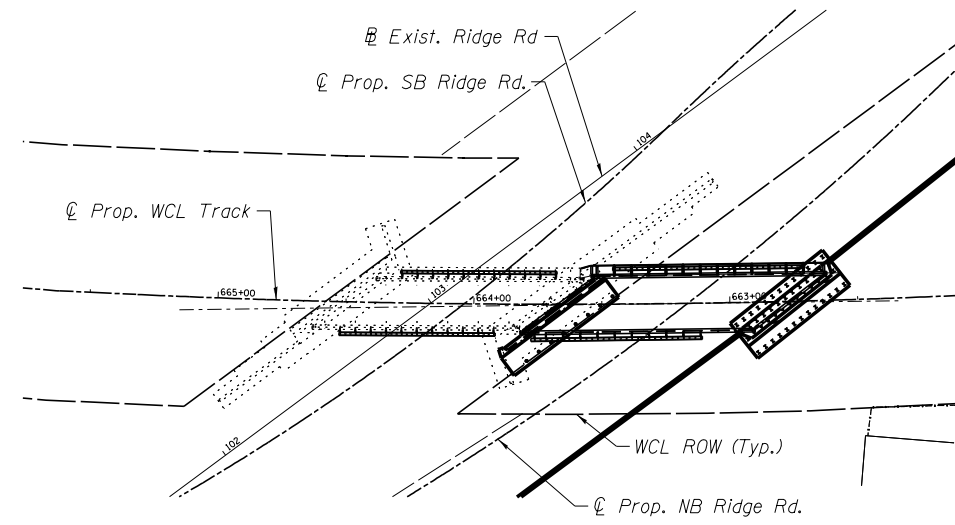 ℄ Exist. Ridge Rd
℄ Prop. SB Ridge Rd.
104
℄ Prop. WCL Track
665+00
103
664+00
663+00
102
WCL ROW (Typ.)
℄ Prop. NB Ridge Rd.